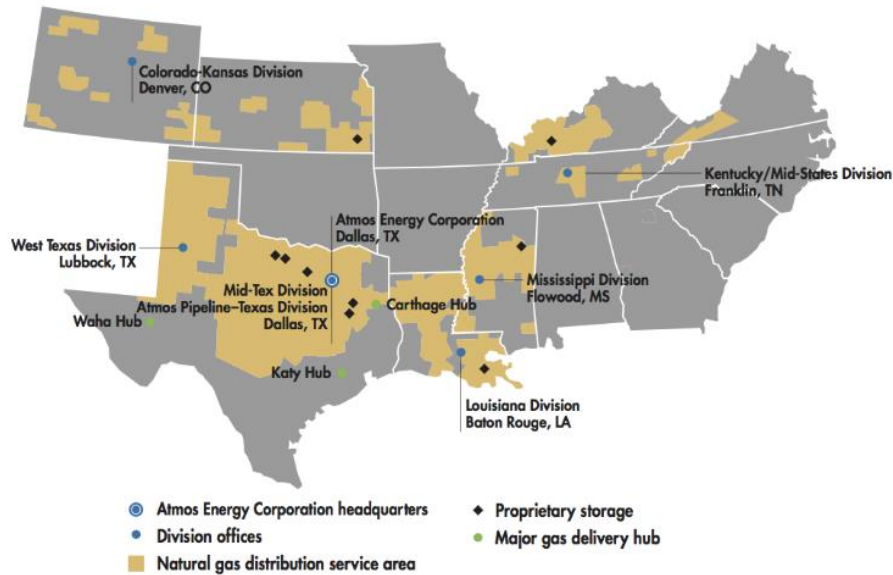 Colorado-Kansas Division
Denver, CO
Kentucky/Mid-States Division
Franklin, TN
Atmos Energy Corporation
Dallas, TX
West Texas Division
Lubbock, TX
Mid-Tex Division
Atmos Pipeline–Texas Division
Dallas, TX
Mississippi Division
Flowood, MS
Carthage Hub
Waha Hub
Katy Hub
Louisiana Division
Baton Rouge, LA
Atmos Energy Corporation headquarters
Division offices
Natural gas distribution service area
Proprietary storage
Major gas delivery hub